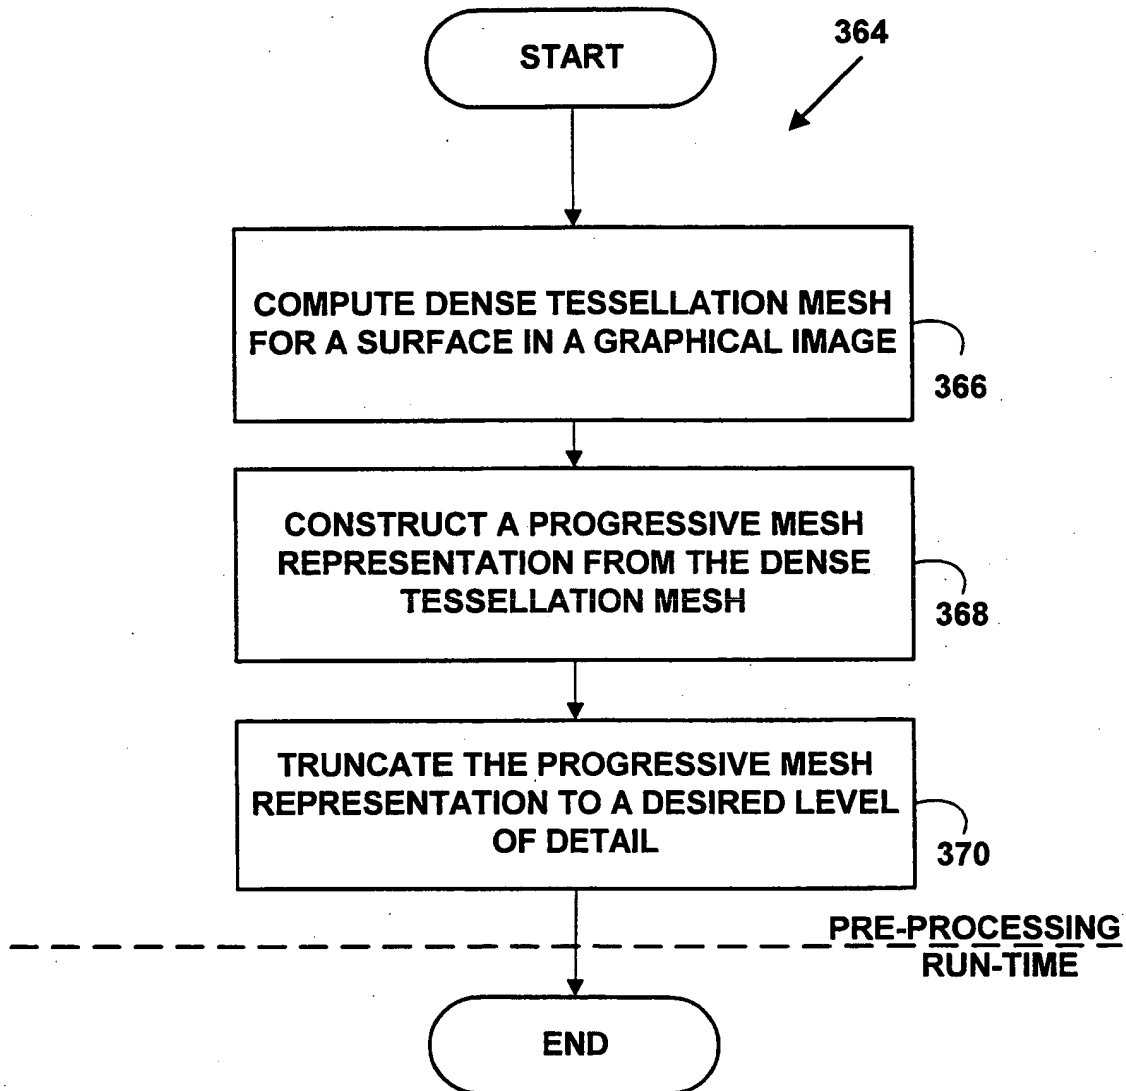 START
364
COMPUTE DENSE TESSELLATION MESH
FOR A SURFACE IN A GRAPHICAL IMAGE
366
CONSTRUCT A PROGRESSIVE MESH
REPRESENTATION FROM THE DENSE
TESSELLATION MESH
368
TRUNCATE THE PROGRESSIVE MESH
REPRESENTATION TO A DESIRED LEVEL
OF DETAIL
370
PRE-PROCESSING
RUN-TIME
END